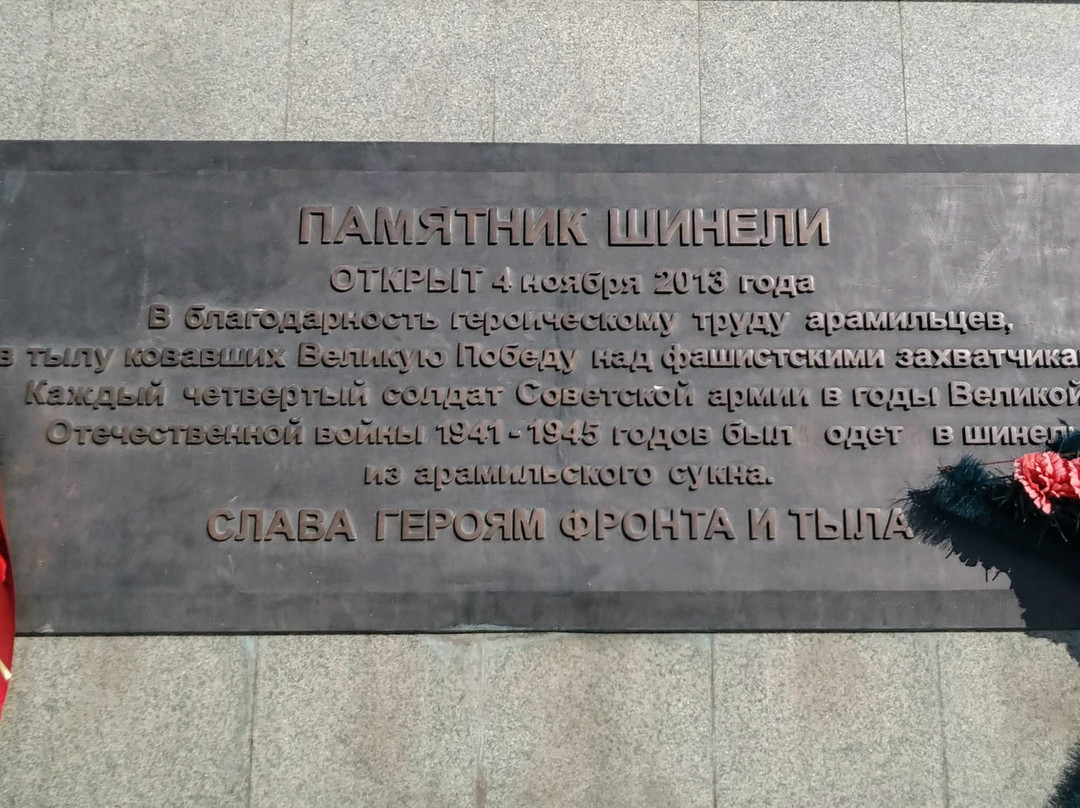 ПАМЯТНИК ШИНЕЛИ
ОТКРЫТ 4 ноября 2013 года
В благодарность героическому труду арамильцев,
в тылу ковавших Великую Победу над фашистскими захватчика
Каждый четвертый солдат Советской армии в годы Великой
Отечественной войны 1941-1945 годов был одет в шинель
из арамильского сукна.
СЛАВА ГЕРОЯМ ФРОНТА И ТЫЛА